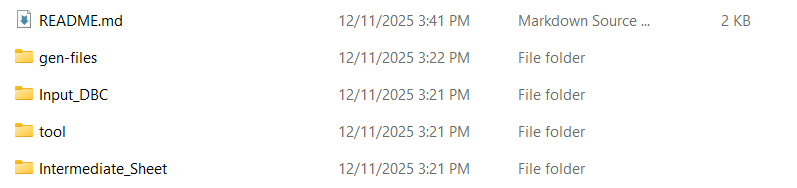 README.md 12/11/2025 3:41 PM Markdown Source ... 2 KB
gen-files 12/11/2025 3:22 PM File folder
Input_DBC 12/11/2025 3:21 PM File folder
tool 12/11/2025 3:21 PM File folder
Intermediate_Sheet 12/11/2025 3:21 PM File folder